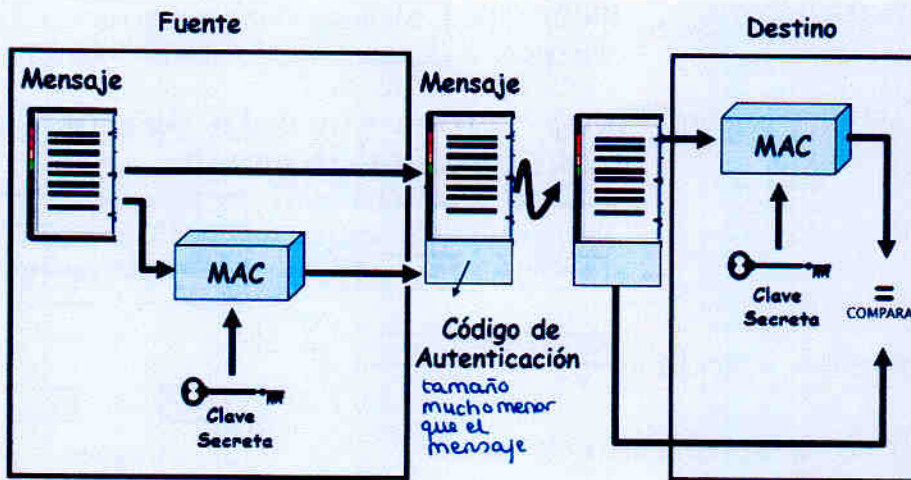 Fuente
Destino
Mensaje
Mensaje
MAC
MAC
Clave
Secreta
Clave
Secreta
=
COMPARA
Código de
Autenticación
tamaño
mucho menor
que el
mensaje